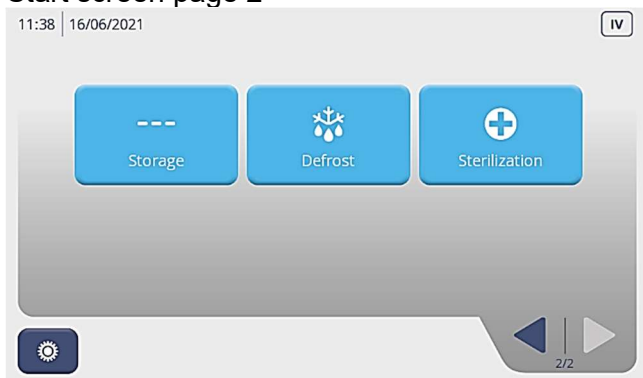 Start screen page 2
11:38 16/06/2021 IV
---
Storage Defrost Sterilization
2/2